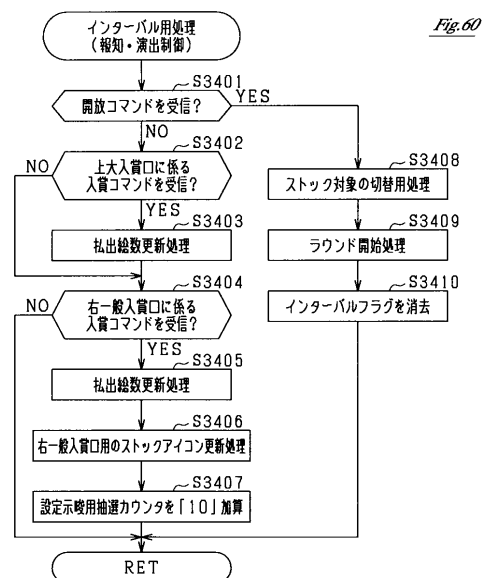 Fig.60
インターバル用処理
(報知・演出制御)
S3401
開放コマンドを受信?
YES
NO
S3402
上大入賞口に係る
入賞コマンドを受信?
NO
YES
S3403
払出総数更新処理
S3404
右一般入賞口に係る
入賞コマンドを受信?
NO
YES
S3405
払出総数更新処理
S3406
右一般入賞口用のストックアイコン更新処理
S3407
設定示唆用抽選カウンタを「10」加算
S3408
ストック対象の切替用処理
S3409
ラウンド開始処理
S3410
インターバルフラグを消去
RET